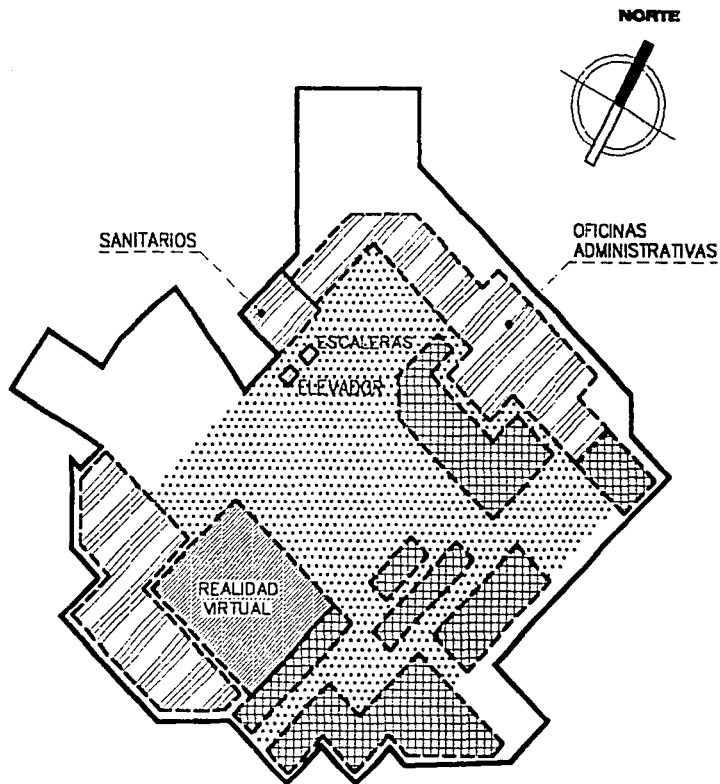 NORTE
SANITARIOS
OFICINAS
ADMINISTRATIVAS
ESCALERAS
ELEVADOR
REALIDAD
VIRTUAL